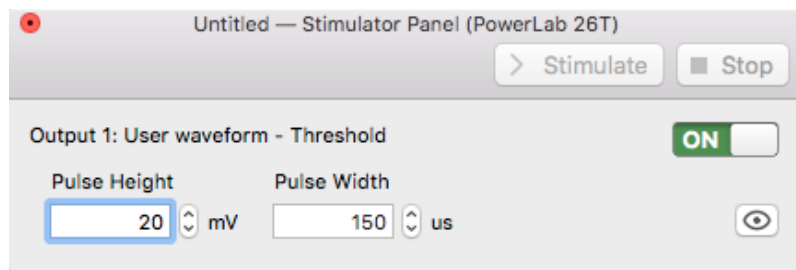 Untitled — Stimulator Panel (PowerLab 26T)
Stimulate Stop
Output 1: User waveform - Threshold ON
Pulse Height Pulse Width
20 mV 150 us